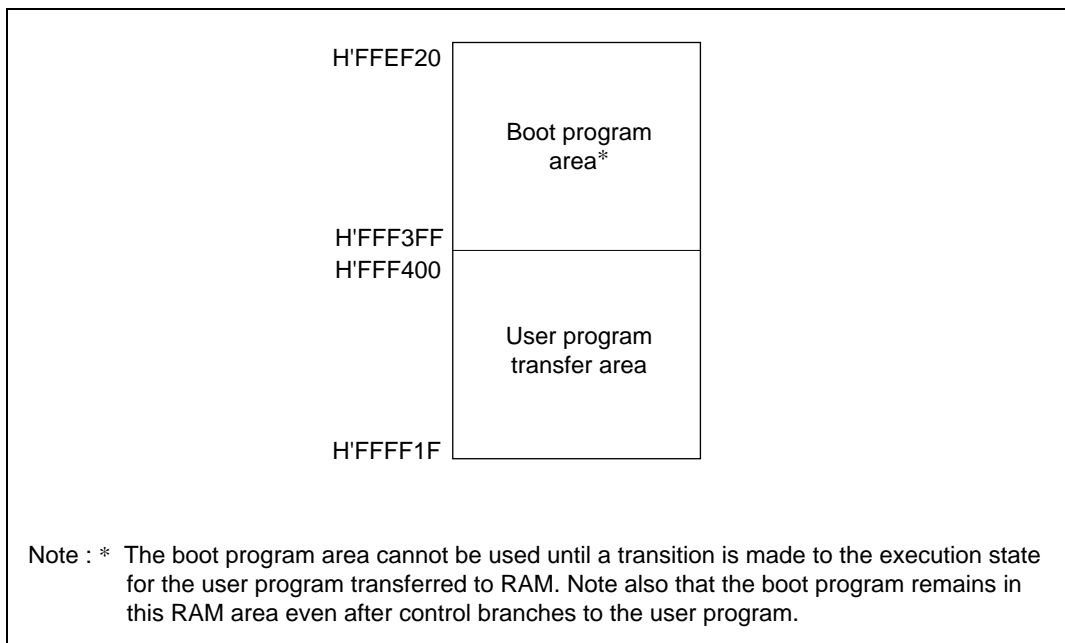 H'FFEF20
Boot program
area*
H'FFF3FF
H'FFF400
User program
transfer area
H'FFFF1F
Note : * The boot program area cannot be used until a transition is made to the execution state
for the user program transferred to RAM. Note also that the boot program remains in
this RAM area even after control branches to the user program.